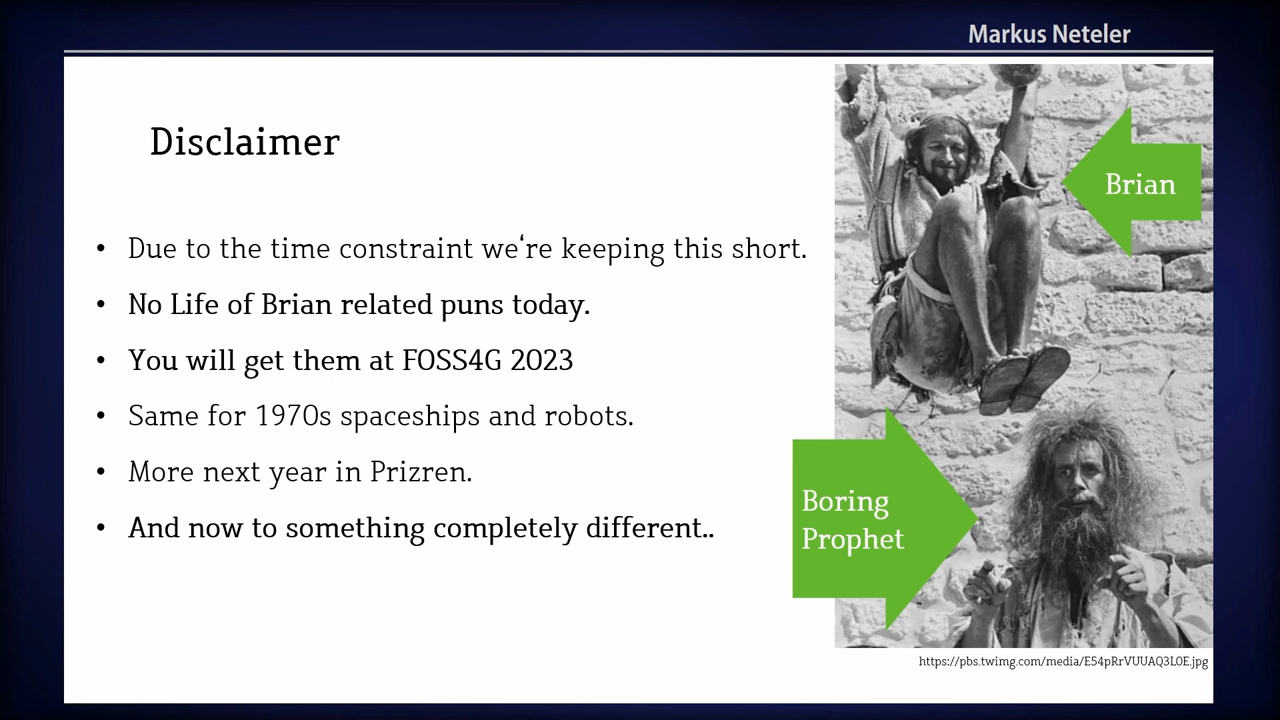 Markus Neteler
Disclaimer
• Due to the time constraint we‘re keeping this short.
• No Life of Brian related puns today.
• You will get them at FOSS4G 2023
• Same for 1970s spaceships and robots.
• More next year in Prizren.
• And now to something completely different..
Brian
Boring
Prophet
https://pbs.twimg.com/media/E54pRrVUUAQ3L0E.jpg